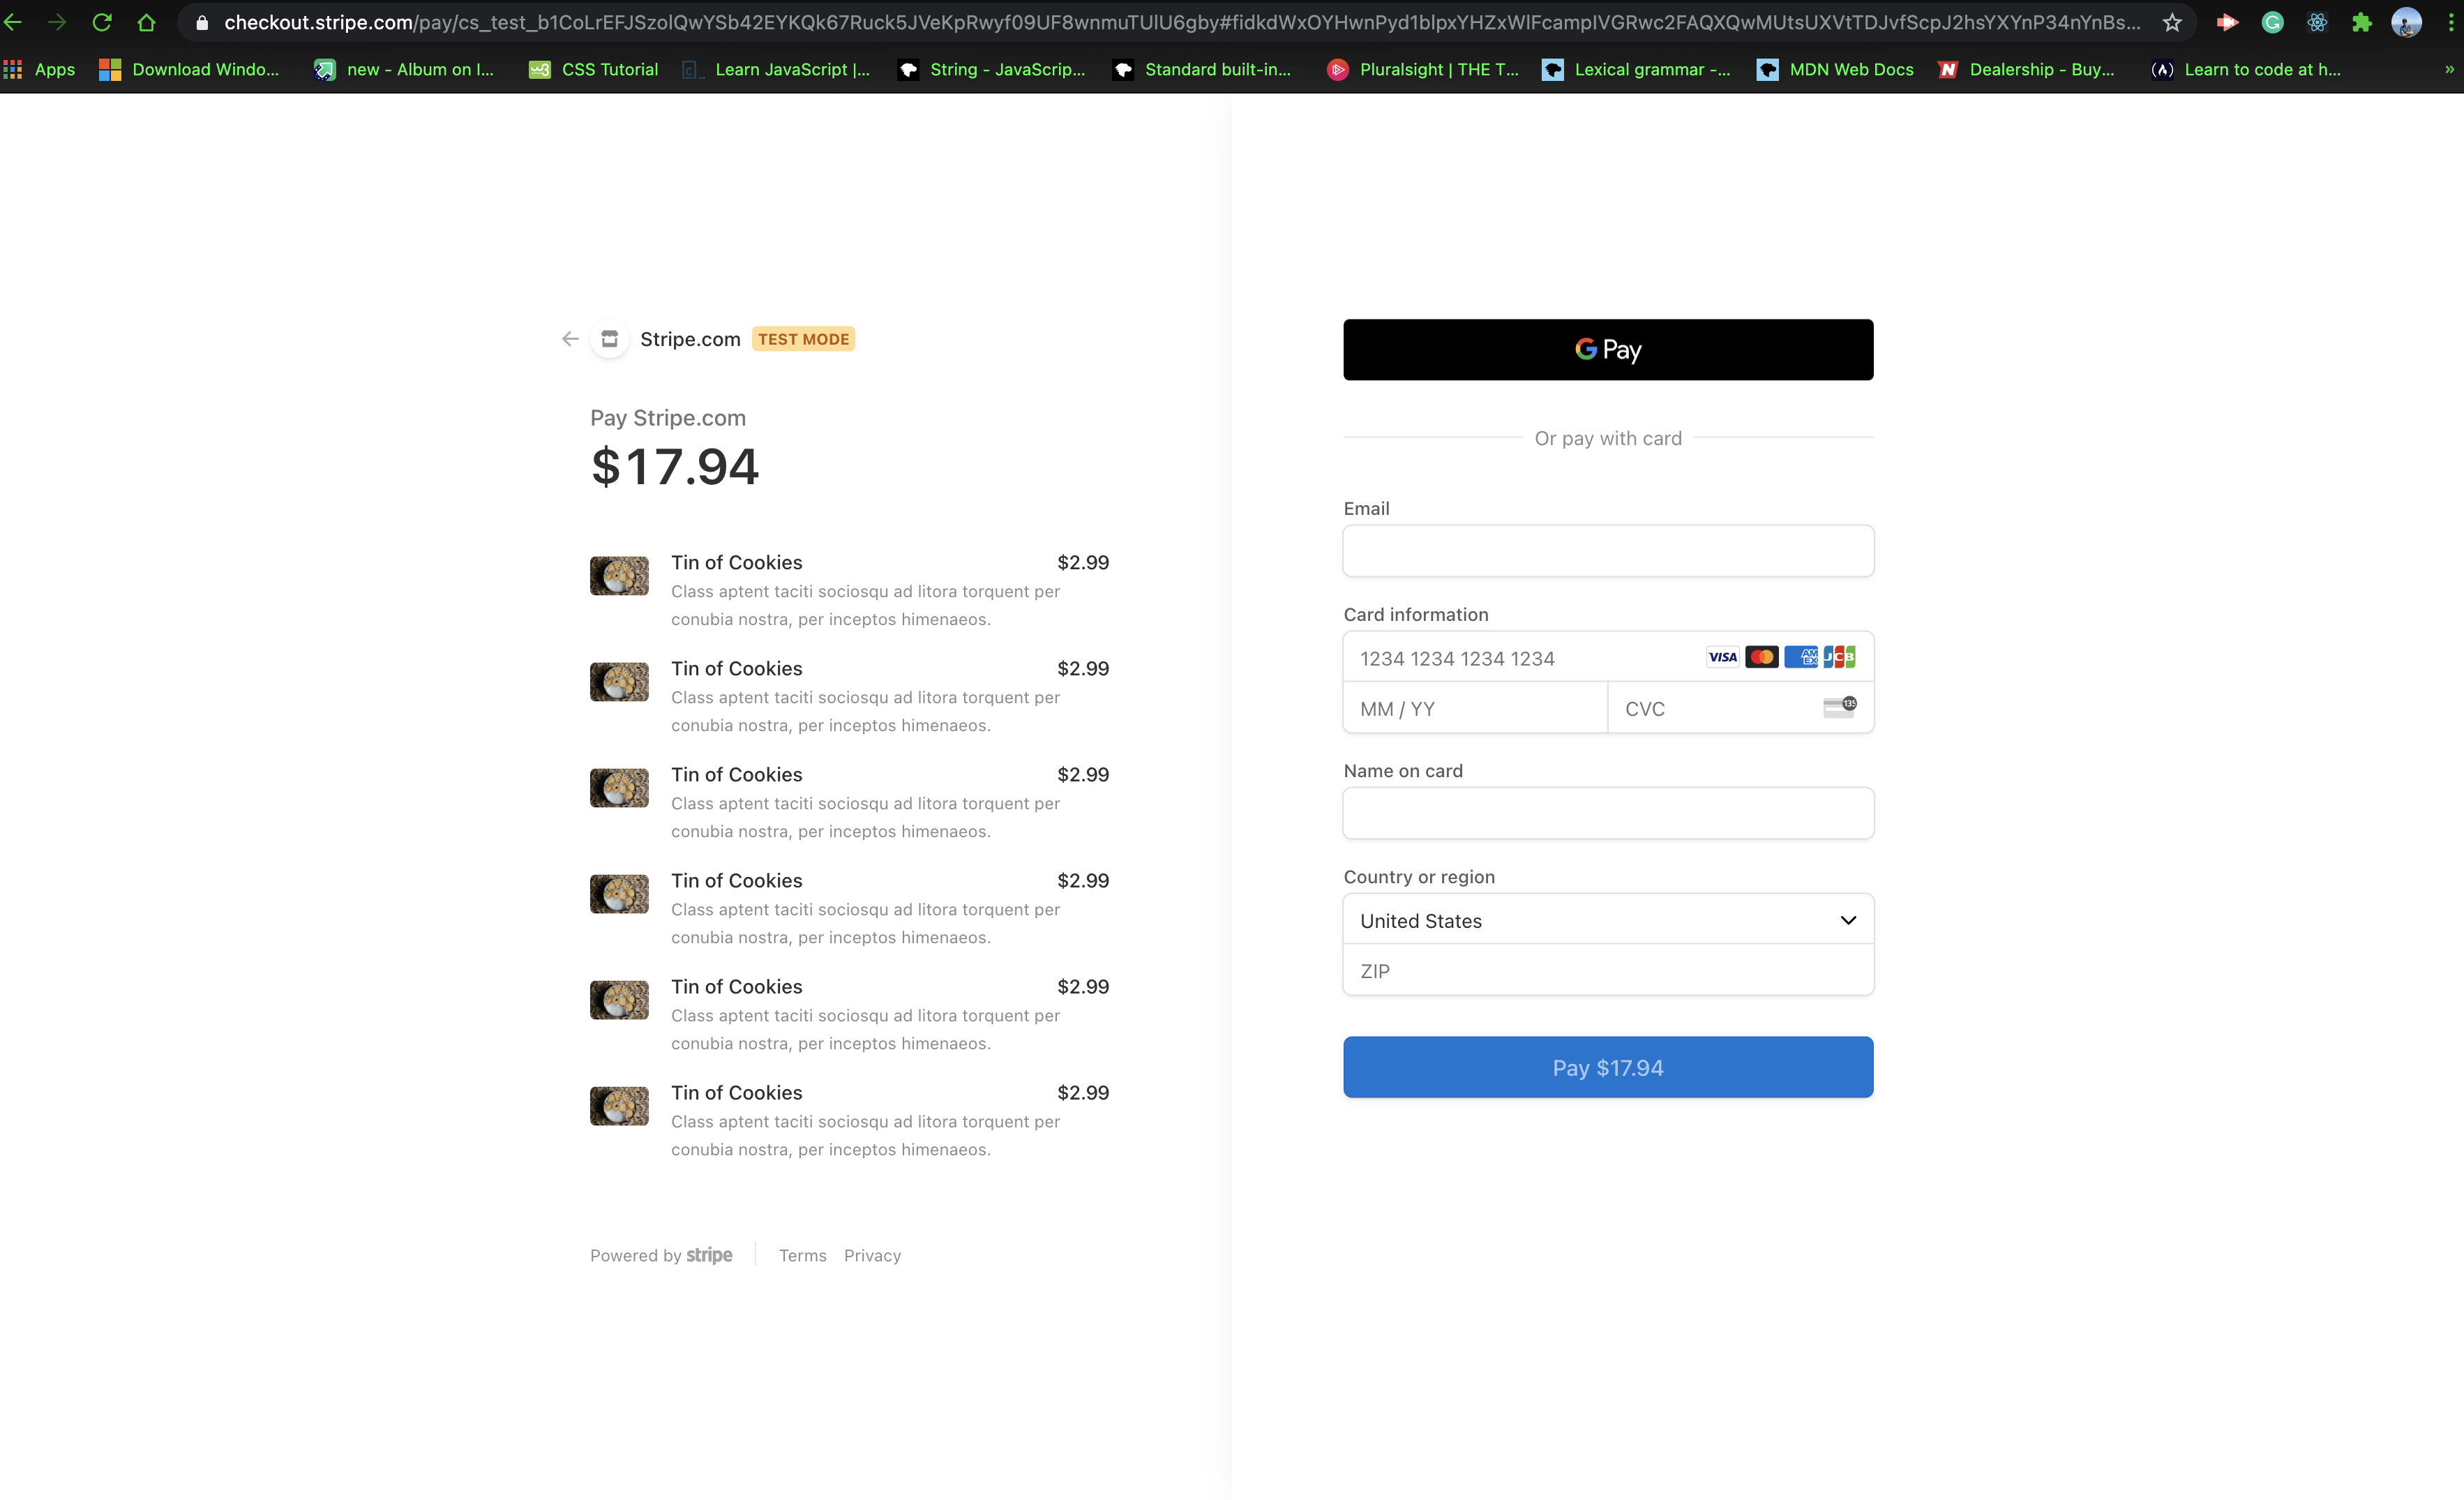 checkout.stripe.com/pay/cs_test_b1CoLrEFJSzolQwYSb42EYKQk67Ruck5JVeKpRwyf09UF8wnmuTUlU6gby#fidkdWxOYHwnPyd1blpxYHZxWlFcamplVGRwc2FAQXQwMUtsUXVtTDJvfScpJ2hsYXYnP34nYnBs...
Apps
Download Windo...
new - Album on I...
CSS Tutorial
Learn JavaScript |...
String - JavaScrip...
Standard built-in...
Pluralsight | THE T...
Lexical grammar -...
MDN Web Docs
Dealership - Buy...
Learn to code at h...
»
Stripe.com TEST MODE
Pay Stripe.com
$17.94
Tin of Cookies $2.99
Class aptent taciti sociosqu ad litora torquent per
conubia nostra, per inceptos himenaeos.
Tin of Cookies $2.99
Class aptent taciti sociosqu ad litora torquent per
conubia nostra, per inceptos himenaeos.
Tin of Cookies $2.99
Class aptent taciti sociosqu ad litora torquent per
conubia nostra, per inceptos himenaeos.
Tin of Cookies $2.99
Class aptent taciti sociosqu ad litora torquent per
conubia nostra, per inceptos himenaeos.
Tin of Cookies $2.99
Class aptent taciti sociosqu ad litora torquent per
conubia nostra, per inceptos himenaeos.
Tin of Cookies $2.99
Class aptent taciti sociosqu ad litora torquent per
conubia nostra, per inceptos himenaeos.
Powered by stripe
Terms Privacy
G Pay
Or pay with card
Email
Card information
1234 1234 1234 1234 VISA AM EX JCB
MM / YY
CVC 135
Name on card
Country or region
United States
ZIP
Pay $17.94